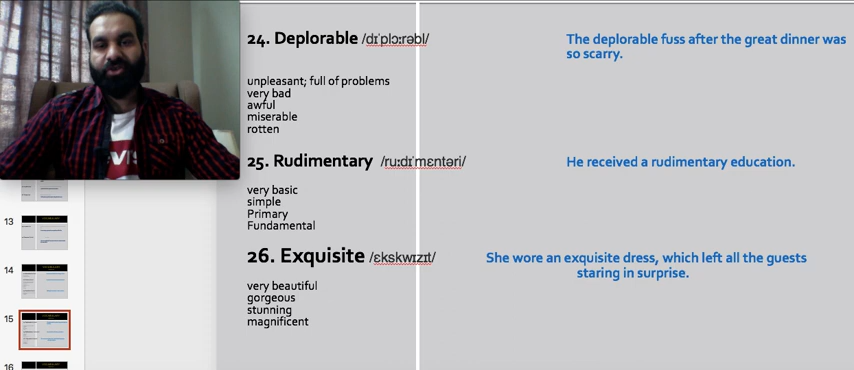 24. Deplorable /dɪˈplɔːrəbl/
The deplorable fuss after the great dinner was
so scarry.
unpleasant; full of problems
very bad
awful
miserable
rotten
25. Rudimentary /ruːdɪˈmɛntəri/
He received a rudimentary education.
very basic
simple
Primary
Fundamental
26. Exquisite /ɛkskwɪzɪt/
She wore an exquisite dress, which left all the guests
staring in surprise.
very beautiful
gorgeous
stunning
magnificent
13
14
15
16